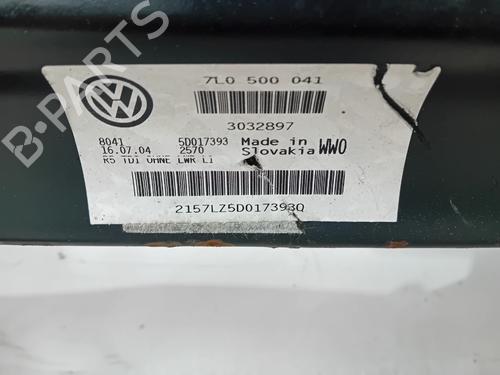 B-PARTS
7L0 500 041
3032897
8041 5D017393 Made in
16.07.04 2570 Slovakia WWO
R5 TDI OHNE LWR LI
2157LZ5D017393Q